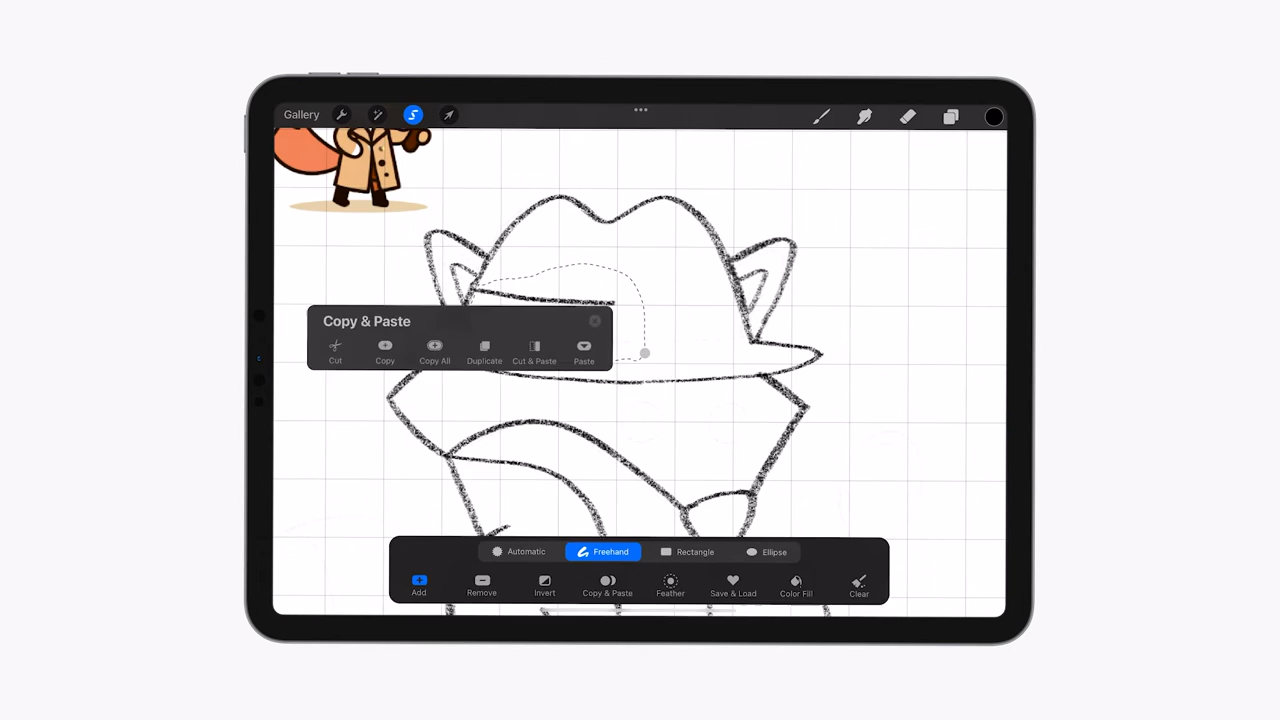 Gallery
Copy & Paste
Cut Copy Copy All Duplicate Cut & Paste Paste
Automatic Freehand Rectangle Ellipse
Add Remove Invert Copy & Paste Feather Save & Load Color Fill Clear